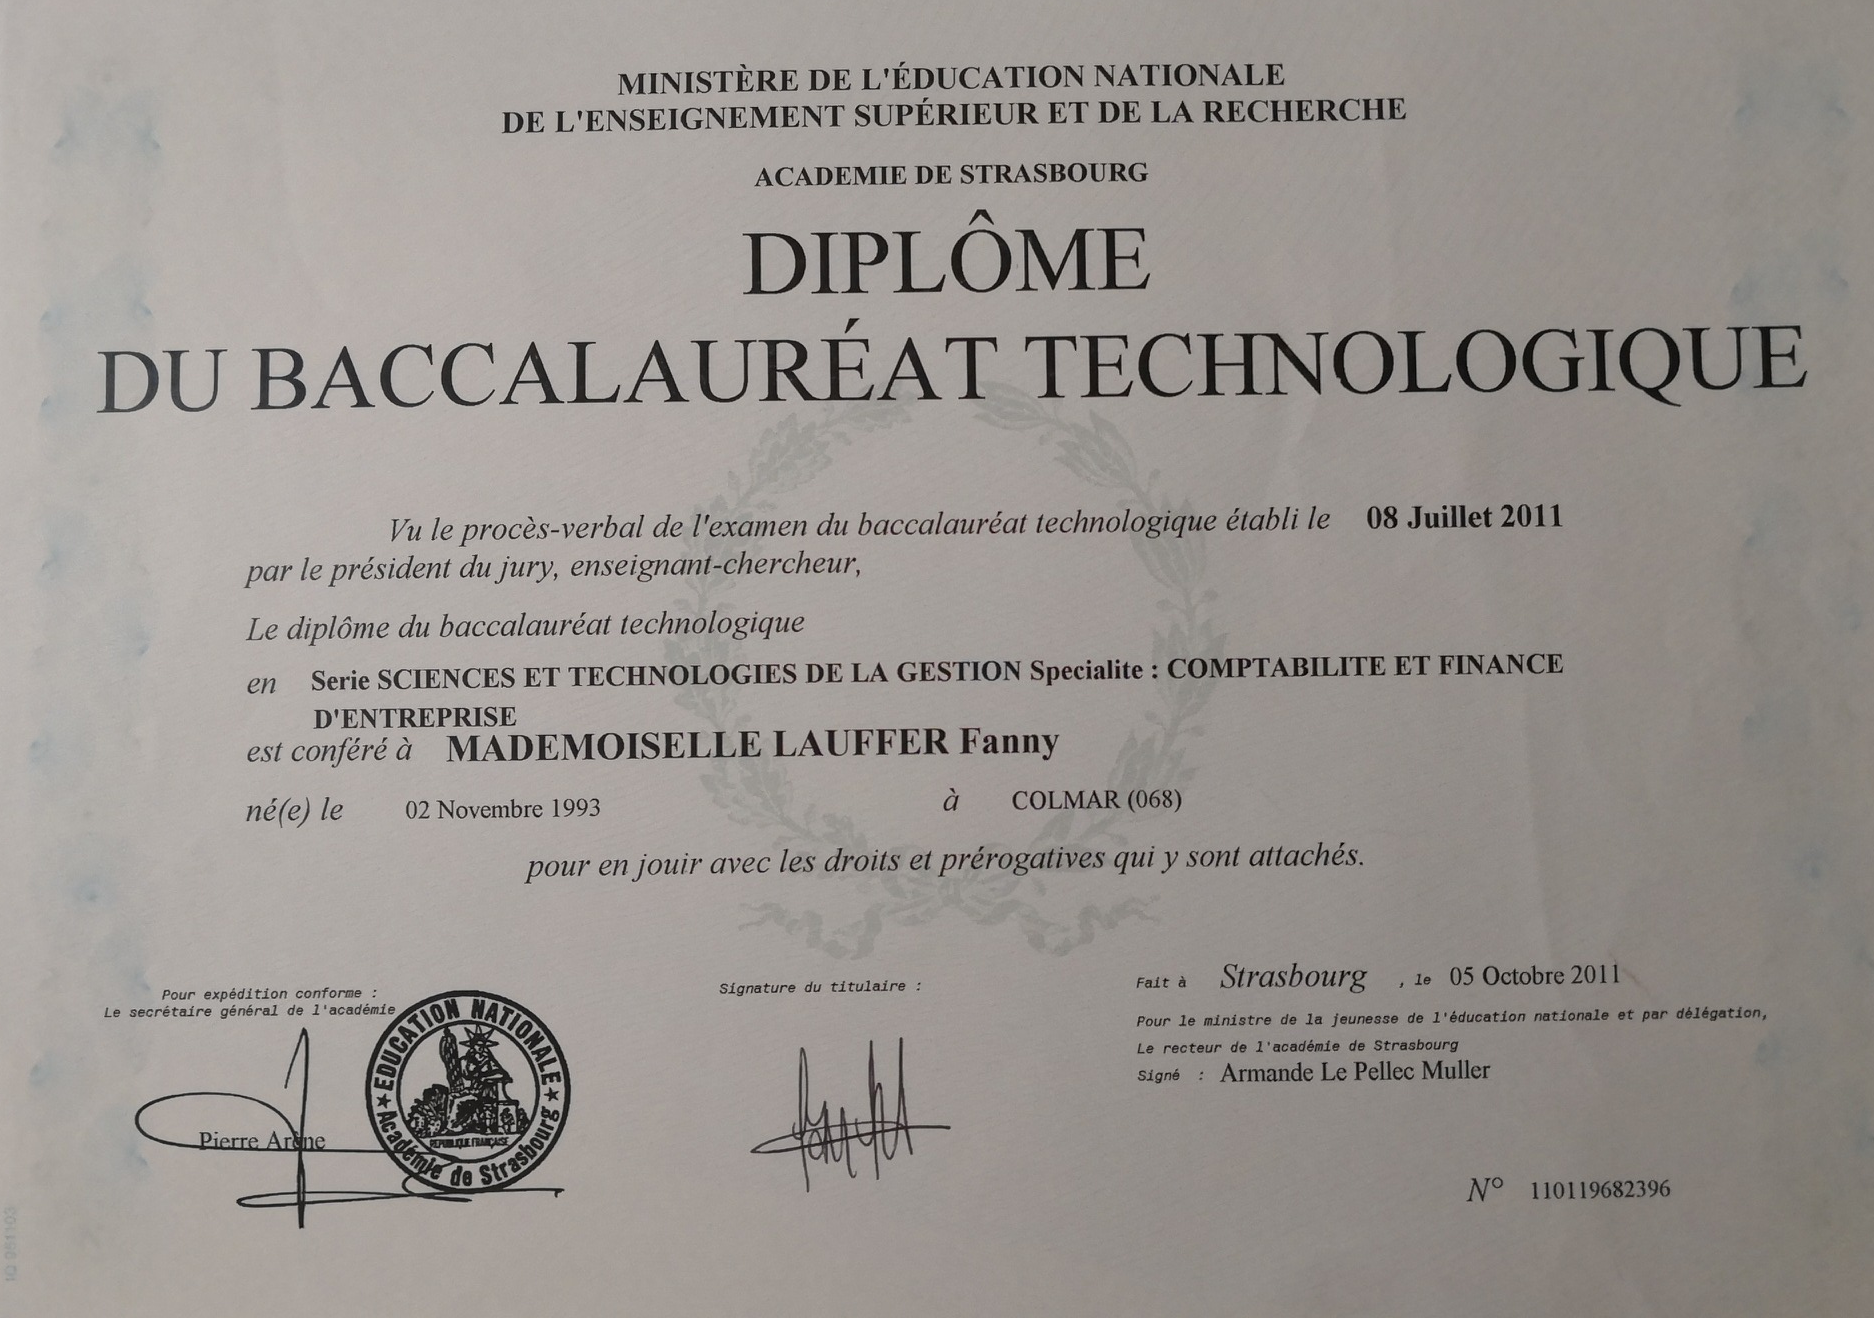 MINISTÈRE DE L'ÉDUCATION NATIONALE
DE L'ENSEIGNEMENT SUPÉRIEUR ET DE LA RECHERCHE
ACADEMIE DE STRASBOURG
DIPLÔME
DU BACCALAURÉAT TECHNOLOGIQUE
Vu le procès-verbal de l'examen du baccalauréat technologique établi le 08 Juillet 2011
par le président du jury, enseignant-chercheur,
Le diplôme du baccalauréat technologique
en Serie SCIENCES ET TECHNOLOGIES DE LA GESTION Specialite : COMPTABILITE ET FINANCE
D'ENTREPRISE
est conféré à MADEMOISELLE LAUFFER Fanny
né(e) le 02 Novembre 1993 à COLMAR (068)
pour en jouir avec les droits et prérogatives qui y sont attachés.
Pour expédition conforme :
Le secrétaire général de l'académie
Pierre Arène
EDUCATION NATIONALE
REPUBLIQUE FRANÇAISE
Académie de Strasbourg
Signature du titulaire :
Fait à Strasbourg , le 05 Octobre 2011
Pour le ministre de la jeunesse de l'éducation nationale et par délégation,
Le recteur de l'académie de Strasbourg
Signé : Armande Le Pellec Muller
N° 110119682396